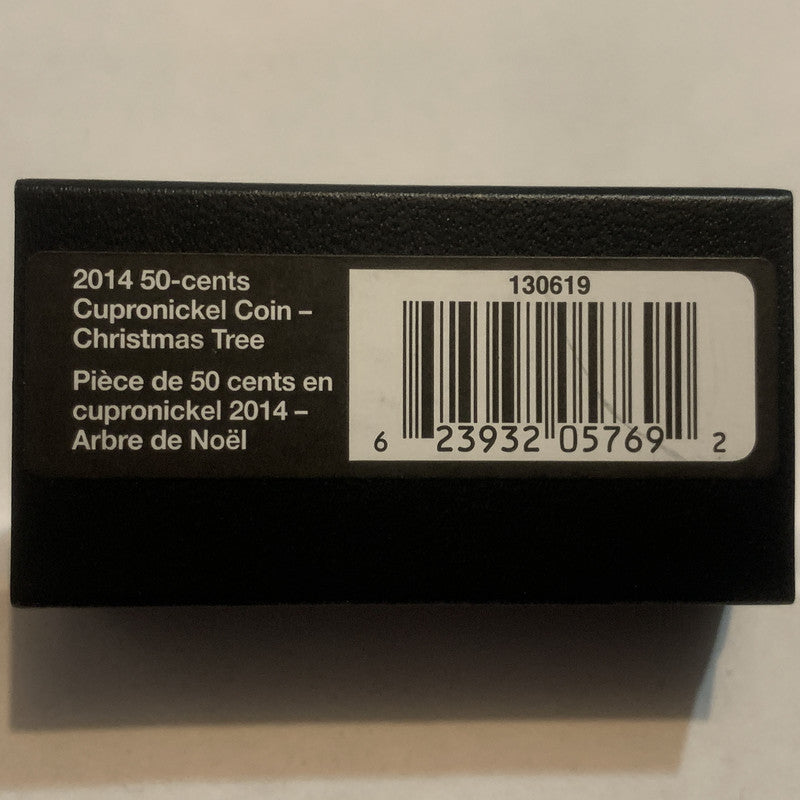 2014 50-cents
Cupronickel Coin –
Christmas Tree
Pièce de 50 cents en
cupronickel 2014 –
Arbre de Noël
130619
6 23932 05769 2